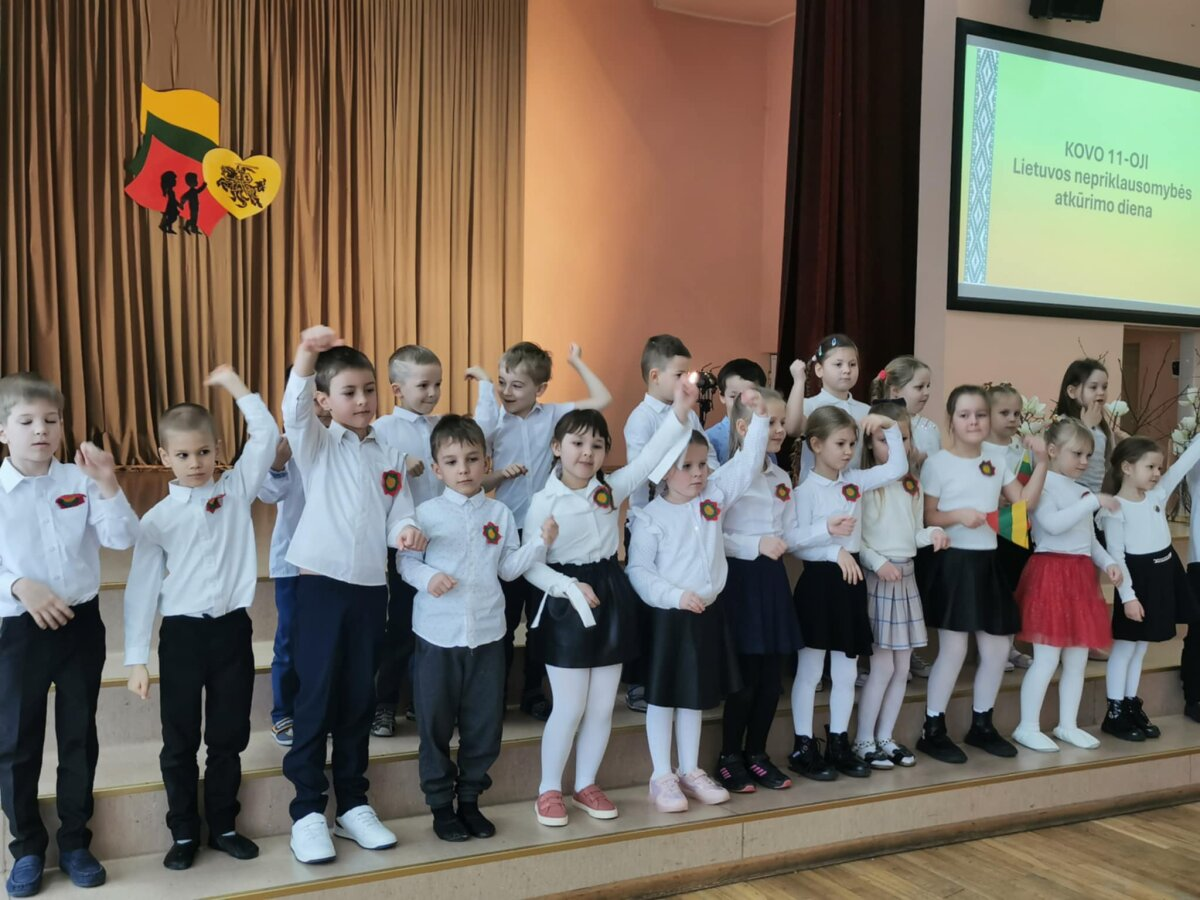 KOVO 11-OJI
Lietuvos nepriklausomybės
atkūrimo diena